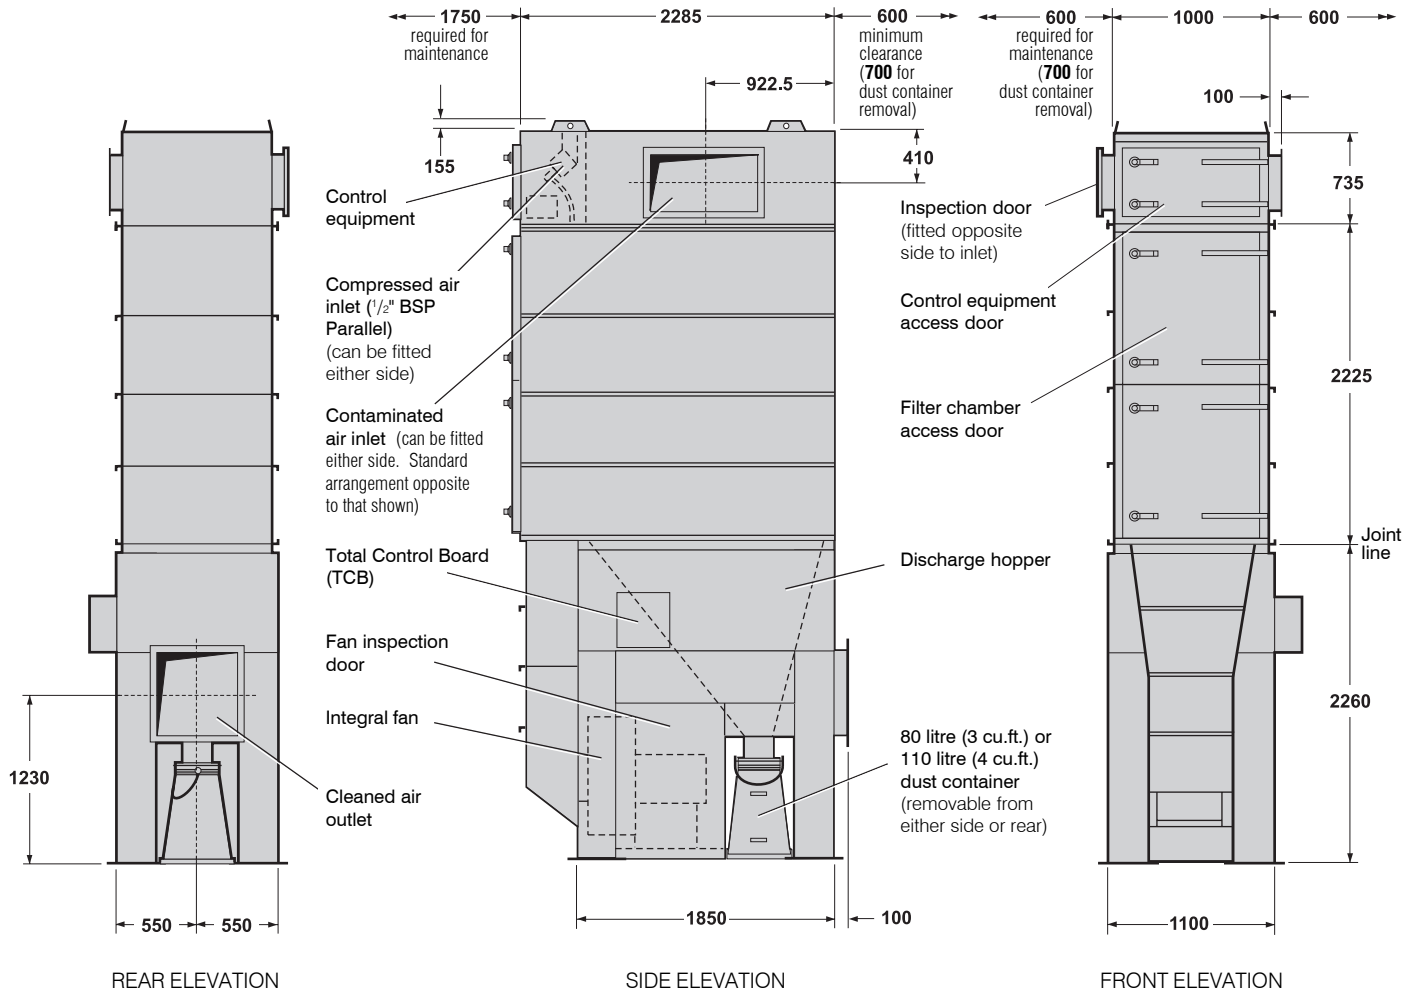 1750
required for
maintenance
2285
600
minimum
clearance
(700 for
dust container
removal)
600
required for
maintenance
(700 for
dust container
removal)
1000
600
922.5
100
155
410
735
Control
equipment
Compressed air
inlet (1/2" BSP
Parallel)
(can be fitted
either side)
Contaminated
air inlet (can be fitted
either side. Standard
arrangement opposite
to that shown)
Total Control Board
(TCB)
Fan inspection
door
Integral fan
Cleaned air
outlet
Inspection door
(fitted opposite
side to inlet)
Control equipment
access door
Filter chamber
access door
Discharge hopper
80 litre (3 cu.ft.) or
110 litre (4 cu.ft.)
dust container
(removable from
either side or rear)
2225
Joint
line
2260
1230
550
550
1850
100
1100
REAR ELEVATION
SIDE ELEVATION
FRONT ELEVATION